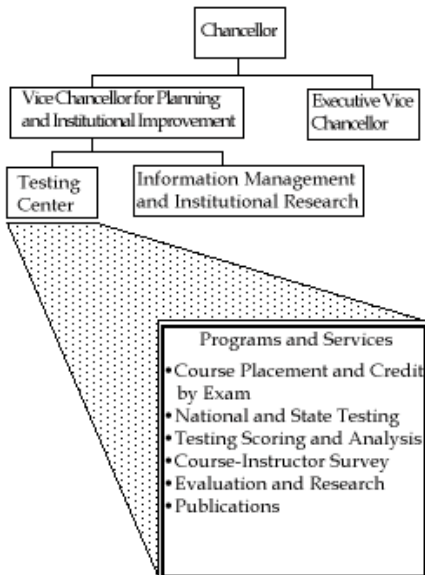 Chancellor
Vice Chancellor for Planning
and Institutional Improvement
Executive Vice
Chancellor
Testing
Center
Information Management
and Institutional Research
Programs and Services
•Course Placement and Credit
by Exam
•National and State Testing
•Testing Scoring and Analysis
•Course-Instructor Survey
•Evaluation and Research
•Publications